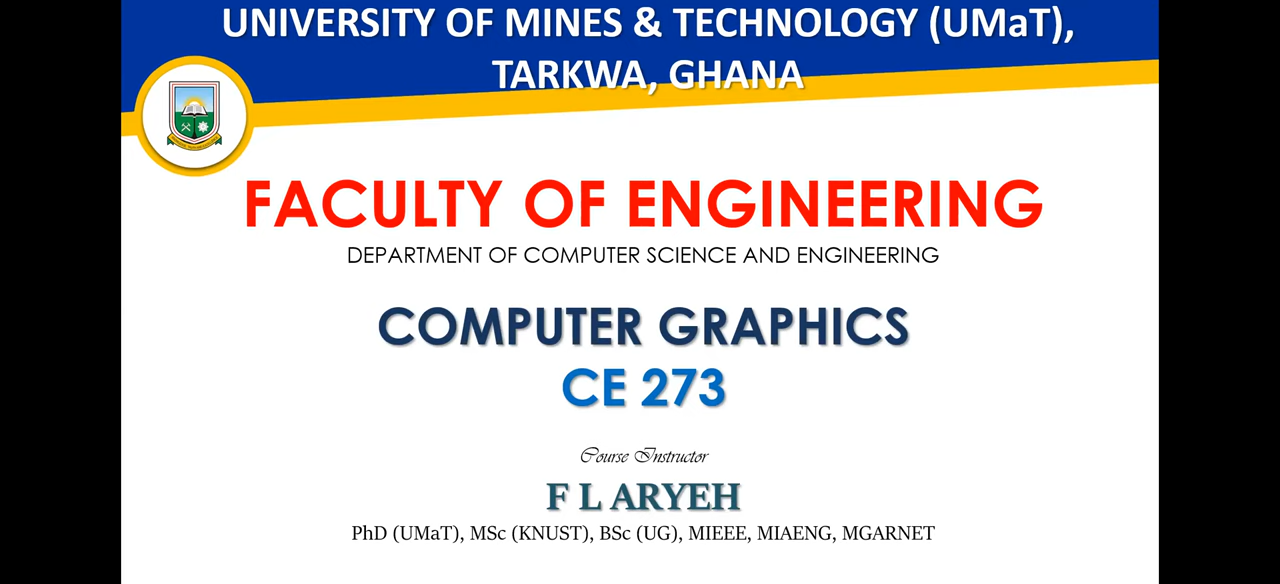 UNIVERSITY OF MINES & TECHNOLOGY (UMaT),
TARKWA, GHANA
FACULTY OF ENGINEERING
DEPARTMENT OF COMPUTER SCIENCE AND ENGINEERING
COMPUTER GRAPHICS
CE 273
Course Instructor
F L ARYEH
PhD (UMaT), MSc (KNUST), BSc (UG), MIEEE, MIAENG, MGARNET